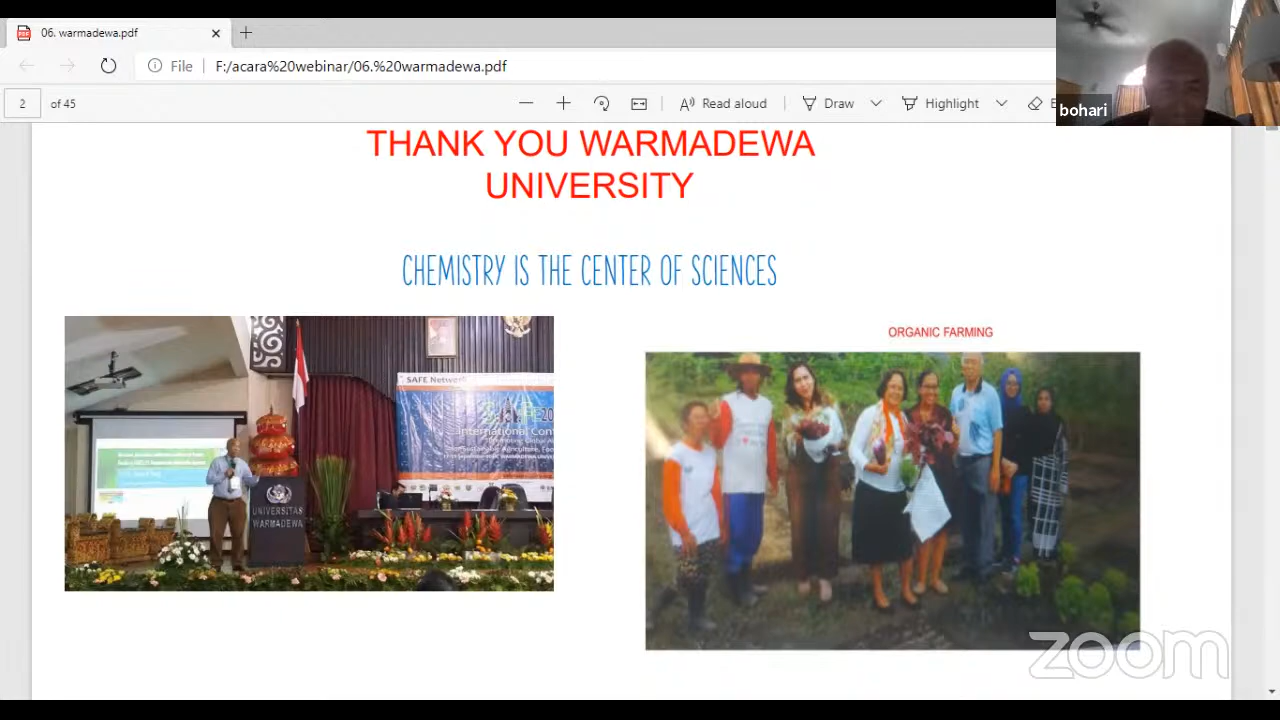 06. warmadewa.pdf
File
F:/acara%20webinar/06.%20warmadewa.pdf
2 of 45
Read aloud
Draw
Highlight
bohari
THANK YOU WARMADEWA
UNIVERSITY
CHEMISTRY IS THE CENTER OF SCIENCES
ORGANIC FARMING
SAFE Network
International
UNIVERSITAS
WARMADEWA
zoom